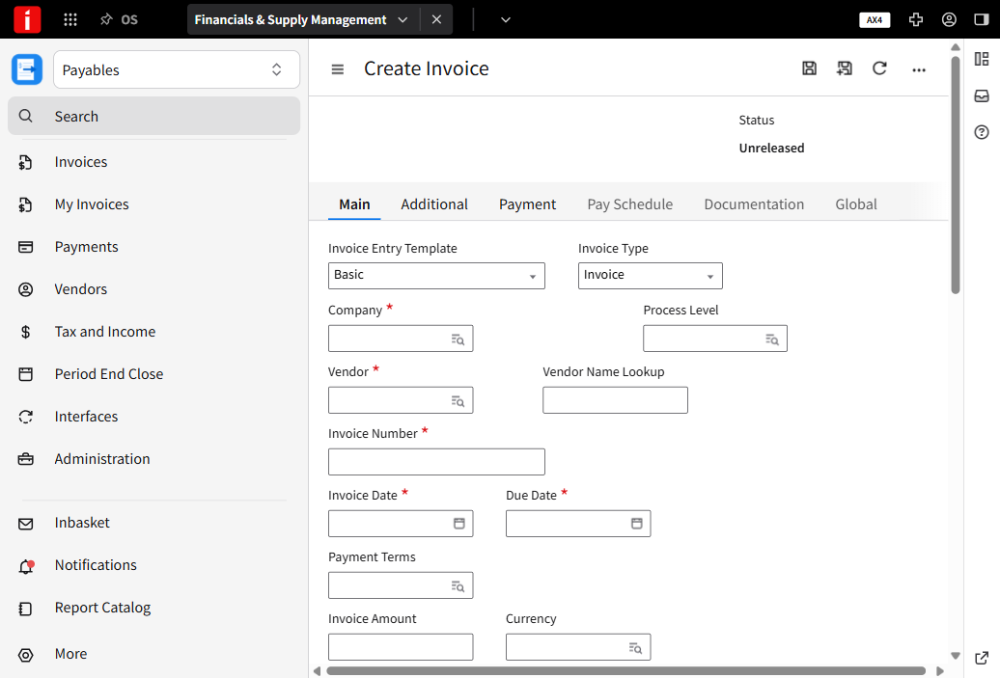 OS
Financials & Supply Management
AX4
Payables
Search
Invoices
My Invoices
Payments
Vendors
Tax and Income
Period End Close
Interfaces
Administration
Inbasket
Notifications
Report Catalog
More
Create Invoice
Status
Unreleased
Main Additional Payment Pay Schedule Documentation Global
Invoice Entry Template Invoice Type
Basic Invoice
Company * Process Level
Vendor * Vendor Name Lookup
Invoice Number *
Invoice Date * Due Date *
Payment Terms
Invoice Amount Currency